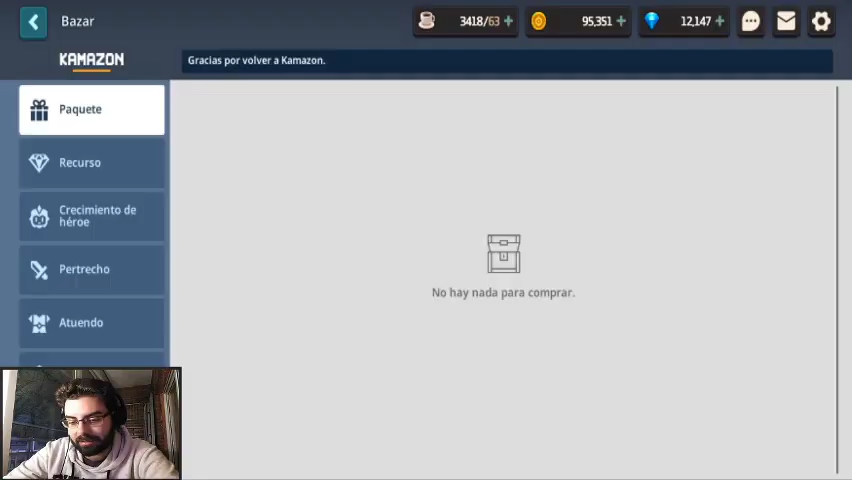 Bazar
3418/63
95,351
12,147
KAMAZON
Gracias por volver a Kamazon.
Paquete
Recurso
Crecimiento de
héroe
Pertrecho
Atuendo
No hay nada para comprar.